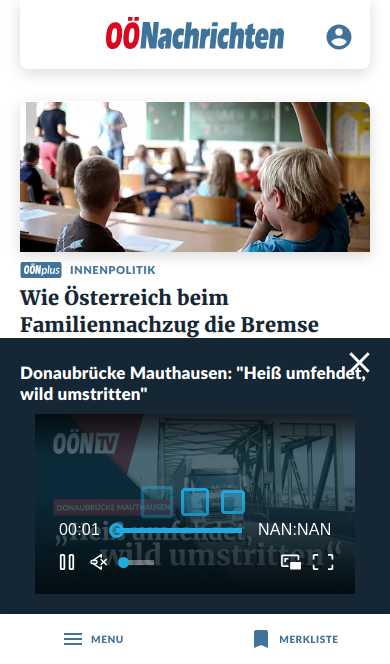 OÖNachrichten
OÖNplus INNENPOLITIK
Wie Österreich beim
Familiennachzug die Bremse
Donaubrücke Mauthausen: "Heiß umfehdet,
wild umstritten"
OÖN TV
DONAUBRÜCKE MAUTHAUSEN
„Heiß umfehdet,
wild umstritten“
00:01
NAN:NAN
MENU
MERKLISTE